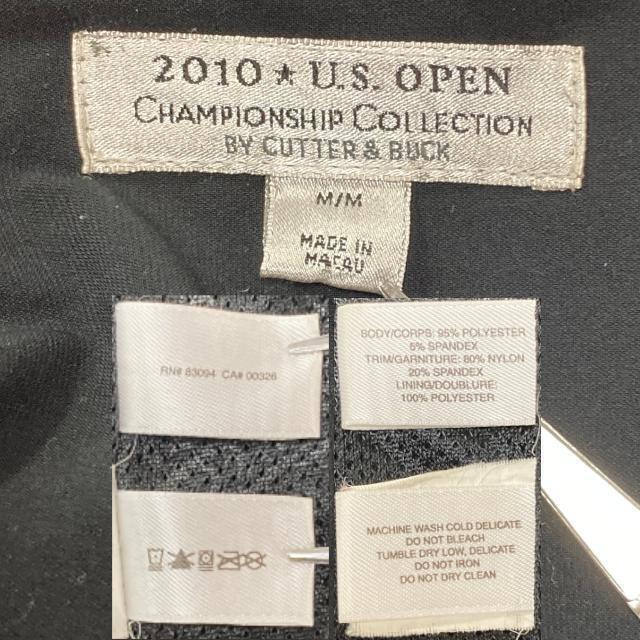 2010 ★ U.S. OPEN
CHAMPIONSHIP COLLECTION
BY CUTTER & BUCK
M/M
MADE IN
MACAU
RN# 83094 CA# 00326
BODY/CORPS: 95% POLYESTER
5% SPANDEX
TRIM/GARNITURE: 80% NYLON
20% SPANDEX
LINING/DOUBLURE:
100% POLYESTER
MACHINE WASH COLD DELICATE
DO NOT BLEACH
TUMBLE DRY LOW, DELICATE
DO NOT IRON
DO NOT DRY CLEAN